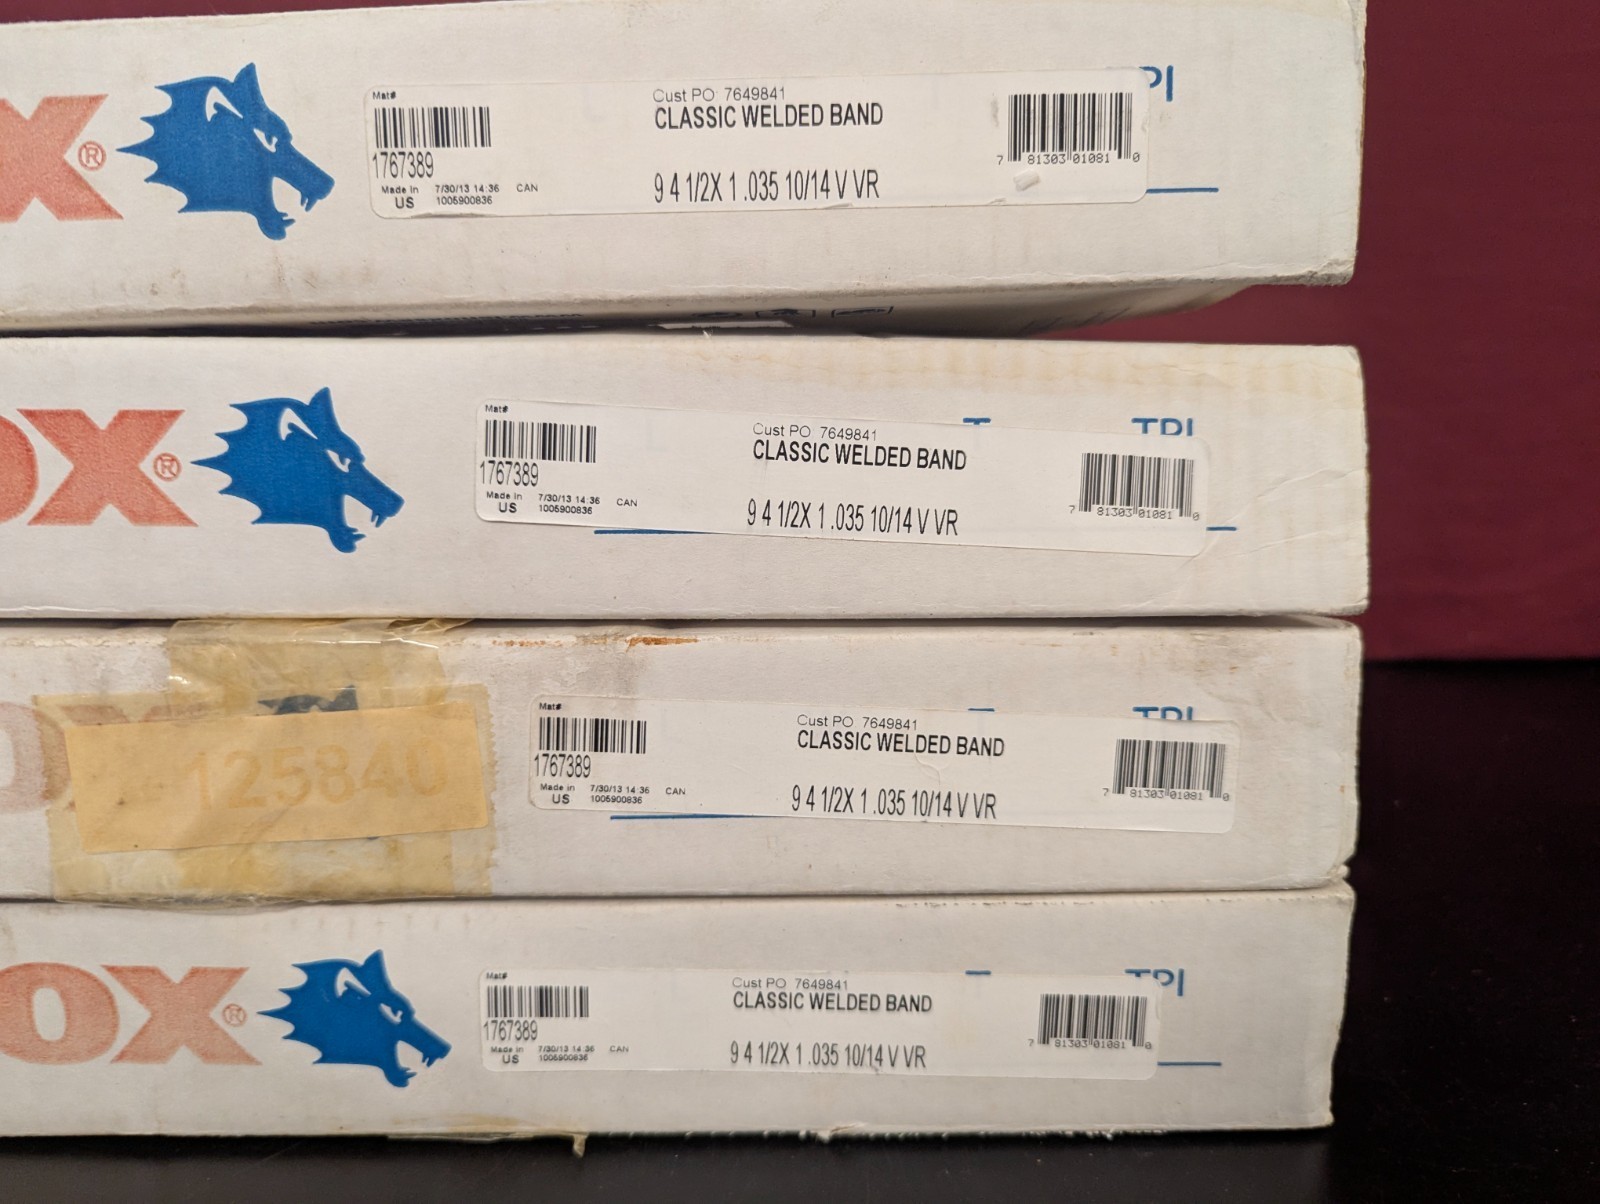 X®
Mat#
1767389
Made In
US
7/30/13 14:36 CAN
1005900836
Cust PO: 7649841
CLASSIC WELDED BAND
9 4 1/2X 1 .035 10/14 V VR
7 81303 01081 0
TPI
OX®
Mat#
1767389
Made In
US
7/30/13 14:36 CAN
1005900836
Cust PO: 7649841
CLASSIC WELDED BAND
9 4 1/2X 1 .035 10/14 V VR
7 81303 01081 0
TPI
OX
125840
Mat#
1767389
Made In
US
7/30/13 14:36 CAN
1005900836
Cust PO: 7649841
CLASSIC WELDED BAND
9 4 1/2X 1 .035 10/14 V VR
7 81303 01081 0
TPI
OX®
Mat#
1767389
Made In
US
7/30/13 14:36 CAN
1005900836
Cust PO: 7649841
CLASSIC WELDED BAND
9 4 1/2X 1 .035 10/14 V VR
7 81303 01081 0
TPI